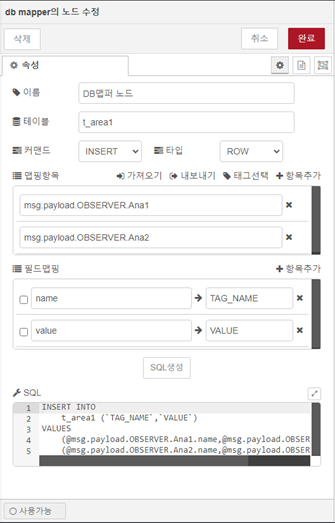 db mapper의 노드 수정
삭제 취소 완료
속성
이름 DB맵퍼 노드
테이블 t_area1
커맨드 INSERT 타입 ROW
맵핑항목 가져오기 내보내기 태그선택 항목추가
msg.payload.OBSERVER.Ana1
msg.payload.OBSERVER.Ana2
필드맵핑 항목추가
name TAG_NAME
value VALUE
SQL생성
SQL
1 INSERT INTO
2 t_area1 (`TAG_NAME`,`VALUE`)
3 VALUES
4 (@msg.payload.OBSERVER.Ana1.name,@msg.payload.OBSER
5 (@msg.payload.OBSERVER.Ana2.name,@msg.payload.OBSER
사용가능